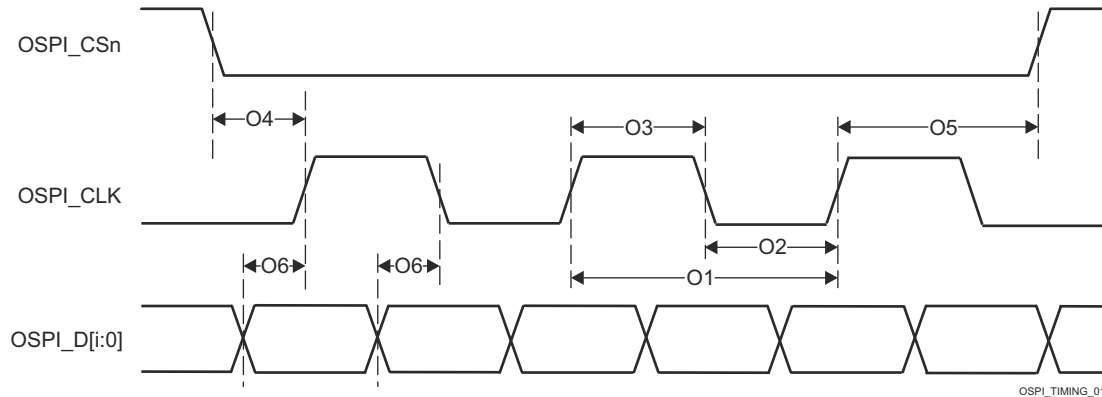 OSPI_CSn
O4
O3
O5
OSPI_CLK
O6
O6
O2
O1
OSPI_D[i:0]